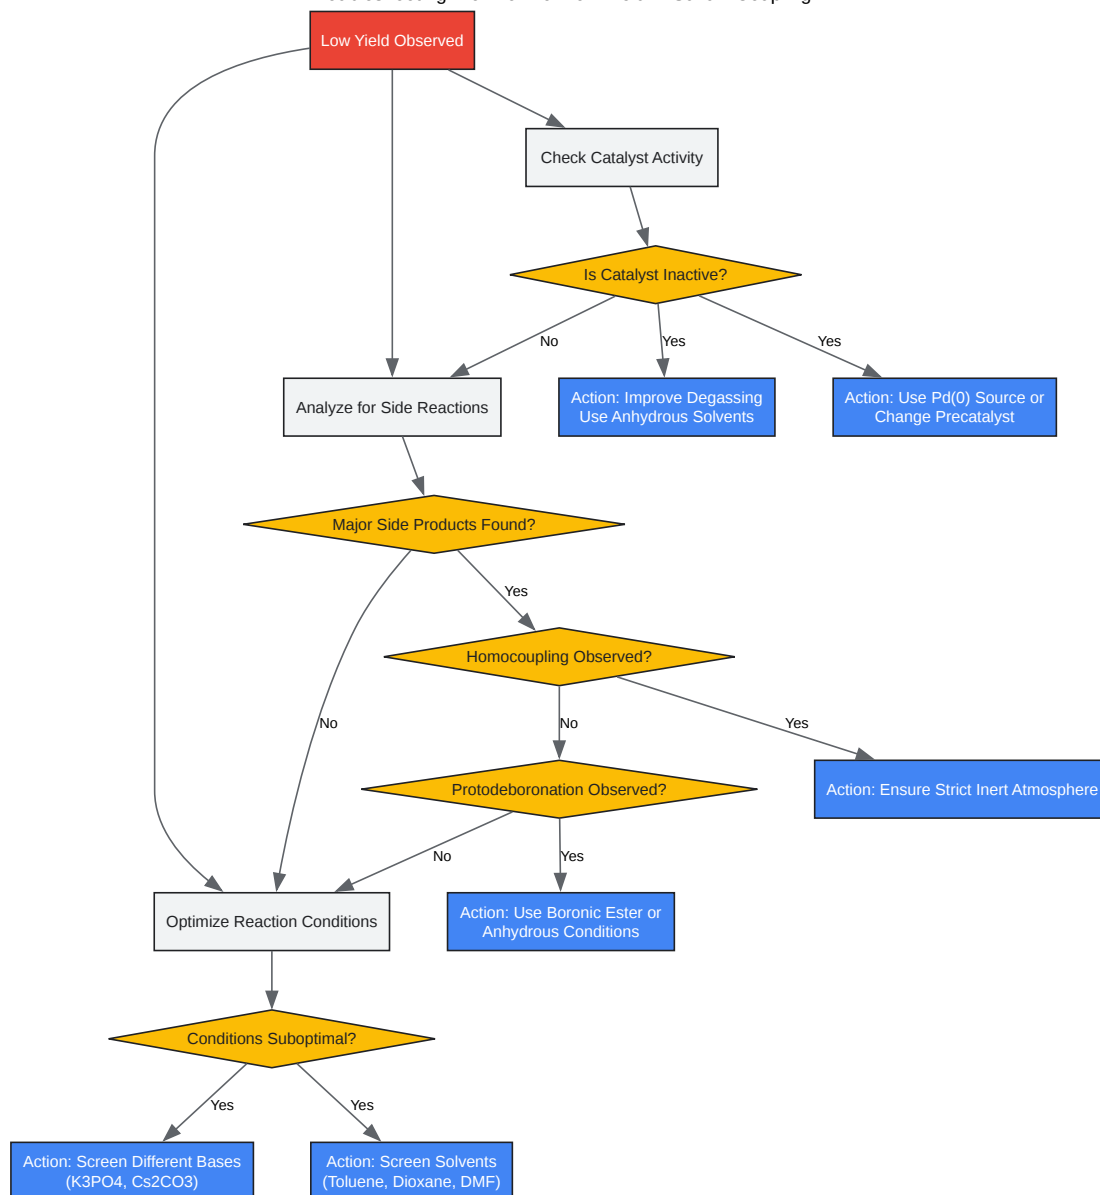 Low Yield Observed
Check Catalyst Activity
Is Catalyst Inactive?
No
Yes
Yes
Analyze for Side Reactions
Action: Improve Degassing
Use Anhydrous Solvents
Action: Use Pd(0) Source or
Change Precatalyst
Major Side Products Found?
Yes
Homocoupling Observed?
No
No
Yes
Protodeboronation Observed?
Action: Ensure Strict Inert Atmosphere
No
Yes
Optimize Reaction Conditions
Action: Use Boronic Ester or
Anhydrous Conditions
Conditions Suboptimal?
Yes
Yes
Action: Screen Different Bases
(K3PO4, Cs2CO3)
Action: Screen Solvents
(Toluene, Dioxane, DMF)